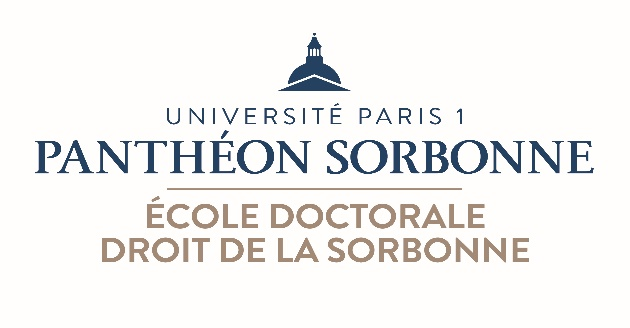 UNIVERSITÉ PARIS 1
PANTHÉON SORBONNE
ÉCOLE DOCTORALE
DROIT DE LA SORBONNE